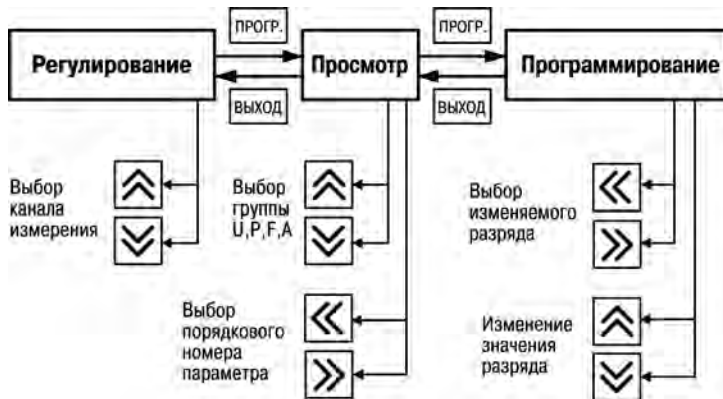 ПРОГР.
ПРОГР.
Регулирование
Просмотр
Программирование
ВЫХОД
ВЫХОД
Выбор
канала
измерения
Выбор
группы
U,P,F,A
Выбор
изменяемого
разряда
Выбор
порядкового
номера
параметра
Изменение
значения
разряда